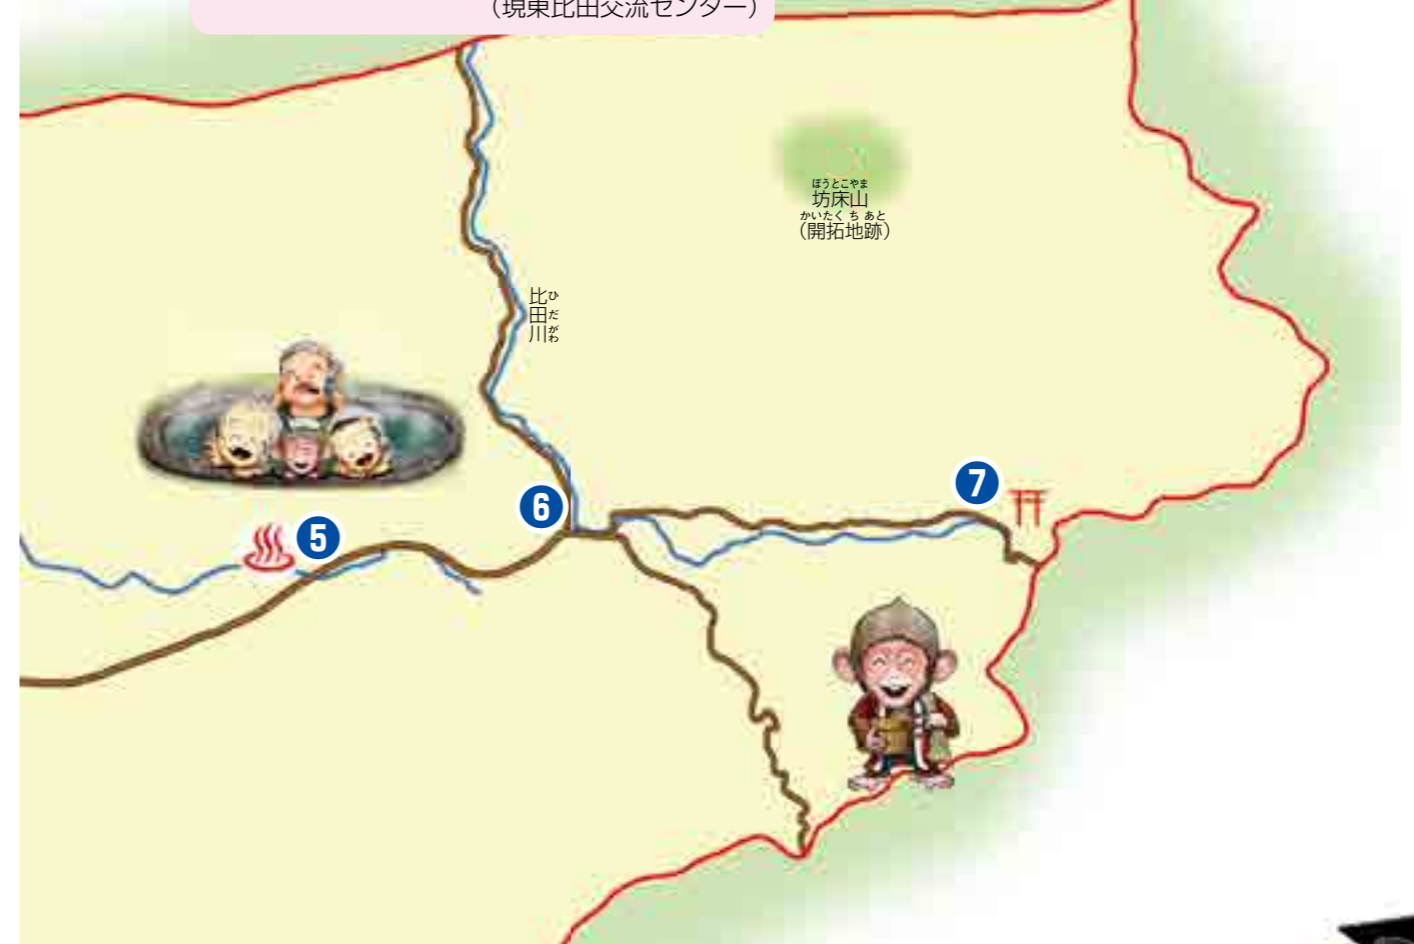 （現東比田交流センター）
ぼうとこやま
坊床山
かいたくちあと
（開拓地跡）
比田川
ひだがわ
7
6
5